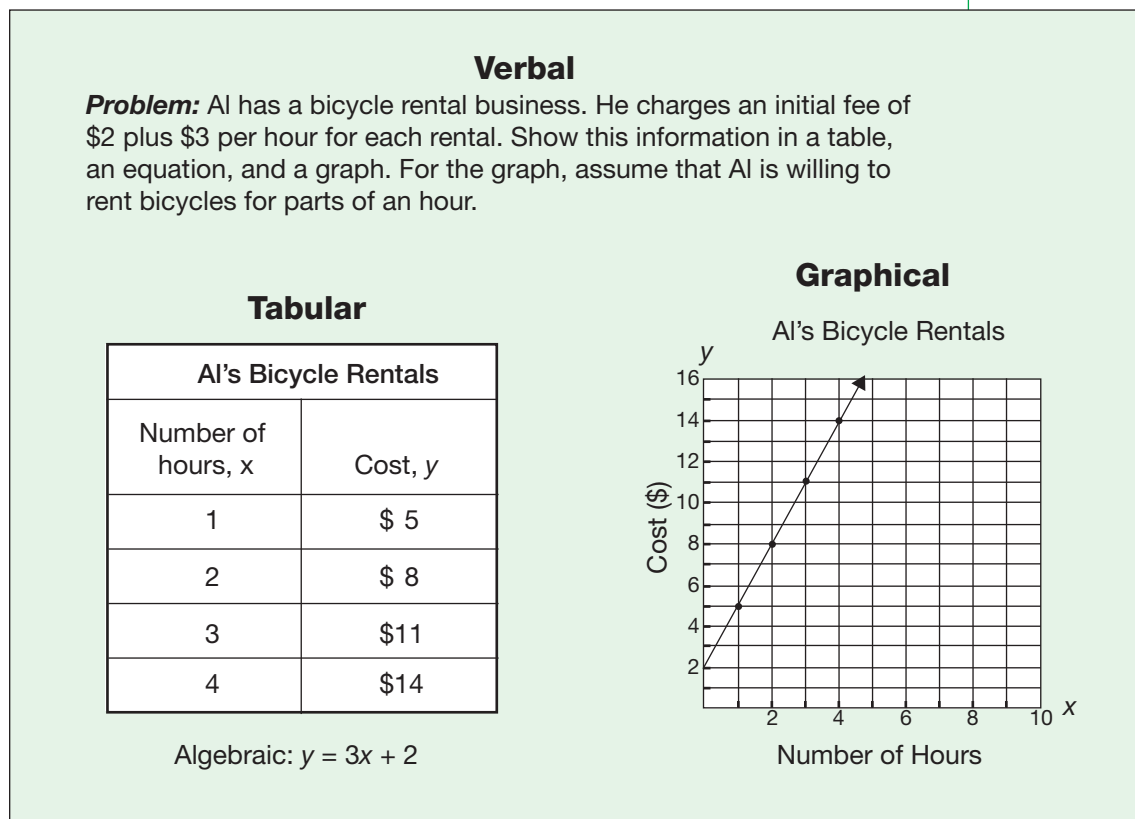 Verbal
Problem: Al has a bicycle rental business. He charges an initial fee of
$2 plus $3 per hour for each rental. Show this information in a table,
an equation, and a graph. For the graph, assume that Al is willing to
rent bicycles for parts of an hour.
Tabular
Al's Bicycle Rentals
Number of
hours, x
Cost, y
1 $ 5
2 $ 8
3 $11
4 $14
Algebraic: y = 3x + 2
Graphical
Al's Bicycle Rentals
y
16
14
12
10
8
6
4
2
Cost ($)
2 4 6 8 10 x
Number of Hours